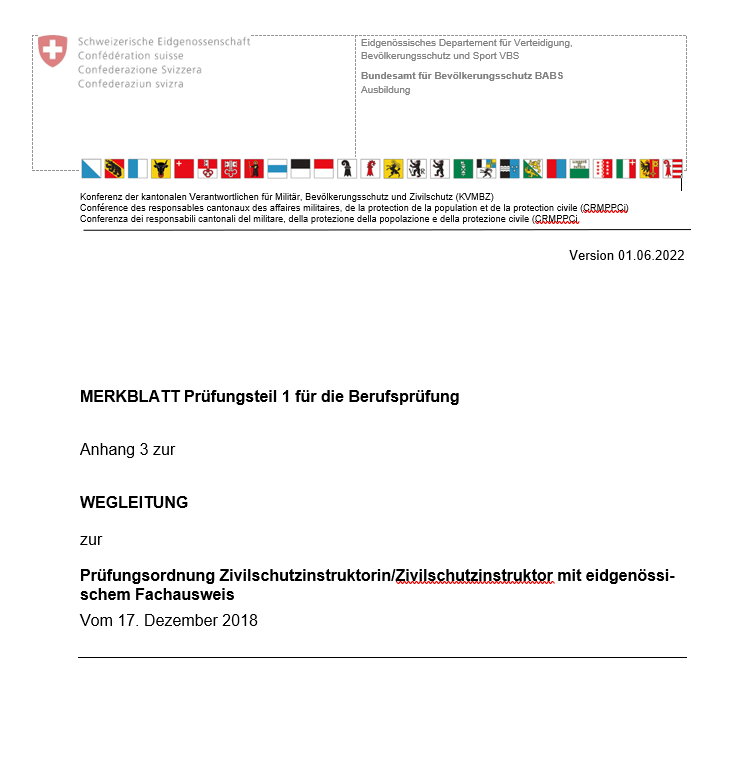 Schweizerische Eidgenossenschaft
Confédération suisse
Confederazione Svizzera
Confederaziun svizra
Eidgenössisches Departement für Verteidigung,
Bevölkerungsschutz und Sport VBS
Bundesamt für Bevölkerungsschutz BABS
Ausbildung
Konferenz der kantonalen Verantwortlichen für Militär, Bevölkerungsschutz und Zivilschutz (KVMBZ)
Conférence des responsables cantonaux des affaires militaires, de la protection de la population et de la protection civile (CRMPPCi)
Conferenza dei responsabili cantonali del militare, della protezione della popolazione e della protezione civile (CRMPPCi
Version 01.06.2022
MERKBLATT Prüfungsteil 1 für die Berufsprüfung
Anhang 3 zur
WEGLEITUNG
zur
Prüfungsordnung Zivilschutzinstruktorin/Zivilschutzinstruktor mit eidgenössi-
schem Fachausweis
Vom 17. Dezember 2018